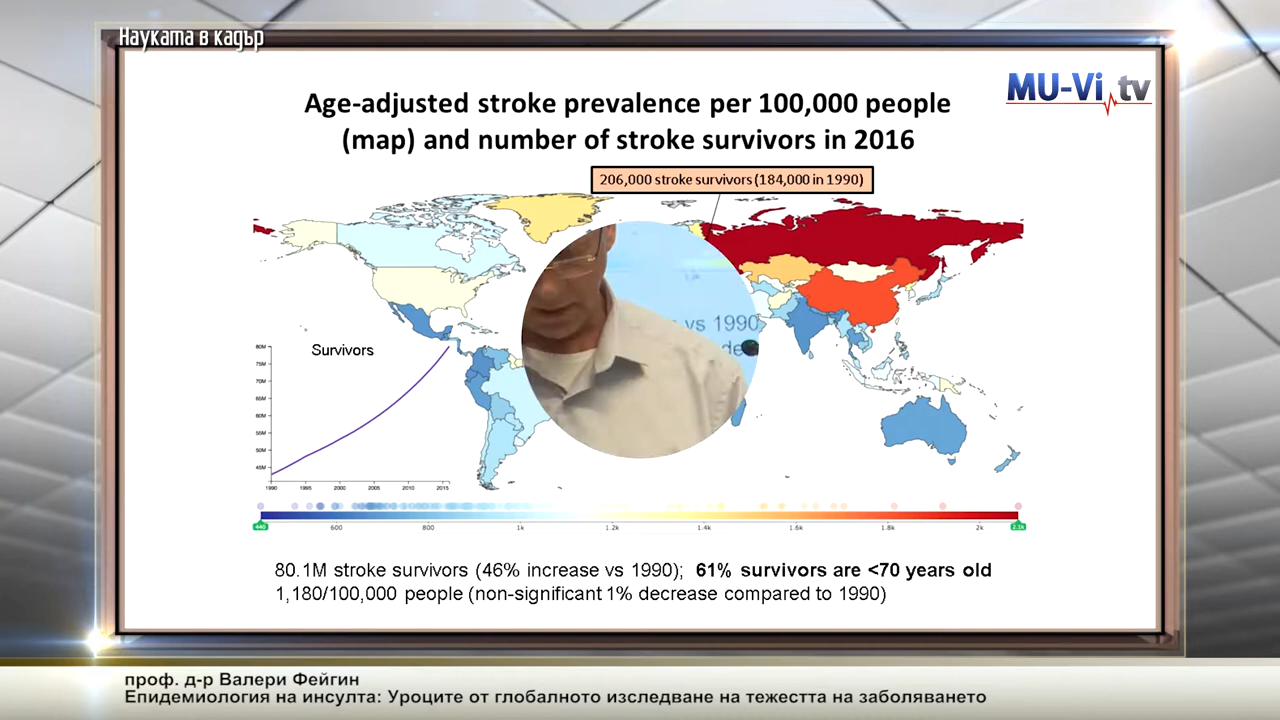 Науката в кадър
MU-Vi.tv
Age-adjusted stroke prevalence per 100,000 people
(map) and number of stroke survivors in 2016
206,000 stroke survivors (184,000 in 1990)
vs 1990
de
Survivors
80M
75M
70M
65M
60M
55M
50M
45M
1990 1995 2000 2005 2010 2015
440 600 800 1k 1.2k 1.4k 1.6k 1.8k 2k 2.1k
80.1M stroke survivors (46% increase vs 1990); 61% survivors are <70 years old
1,180/100,000 people (non-significant 1% decrease compared to 1990)
проф. д-р Валери Фейгин
Епидемиология на инсулта: Уроците от глобалното изследване на тежестта на заболяването